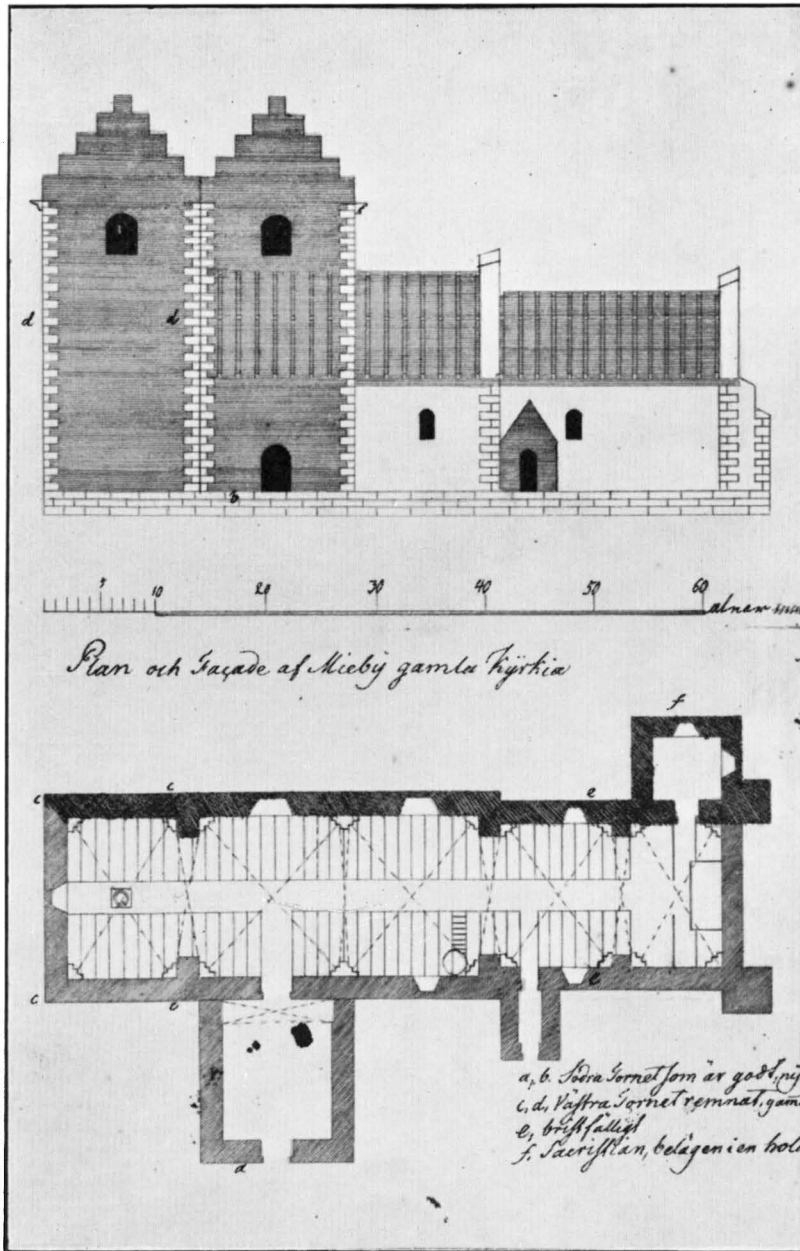 d
d
b
5
10
20
30
40
50
60
alnar
Plan och Façade af Mieby gamla Kyrkia
f
c
c
e
c
e
a
a, b. Södra Tornet som är godt,
c, d, Västra Tornet remnat,
e, bristfälligt
f. Sacristian, belägen i en